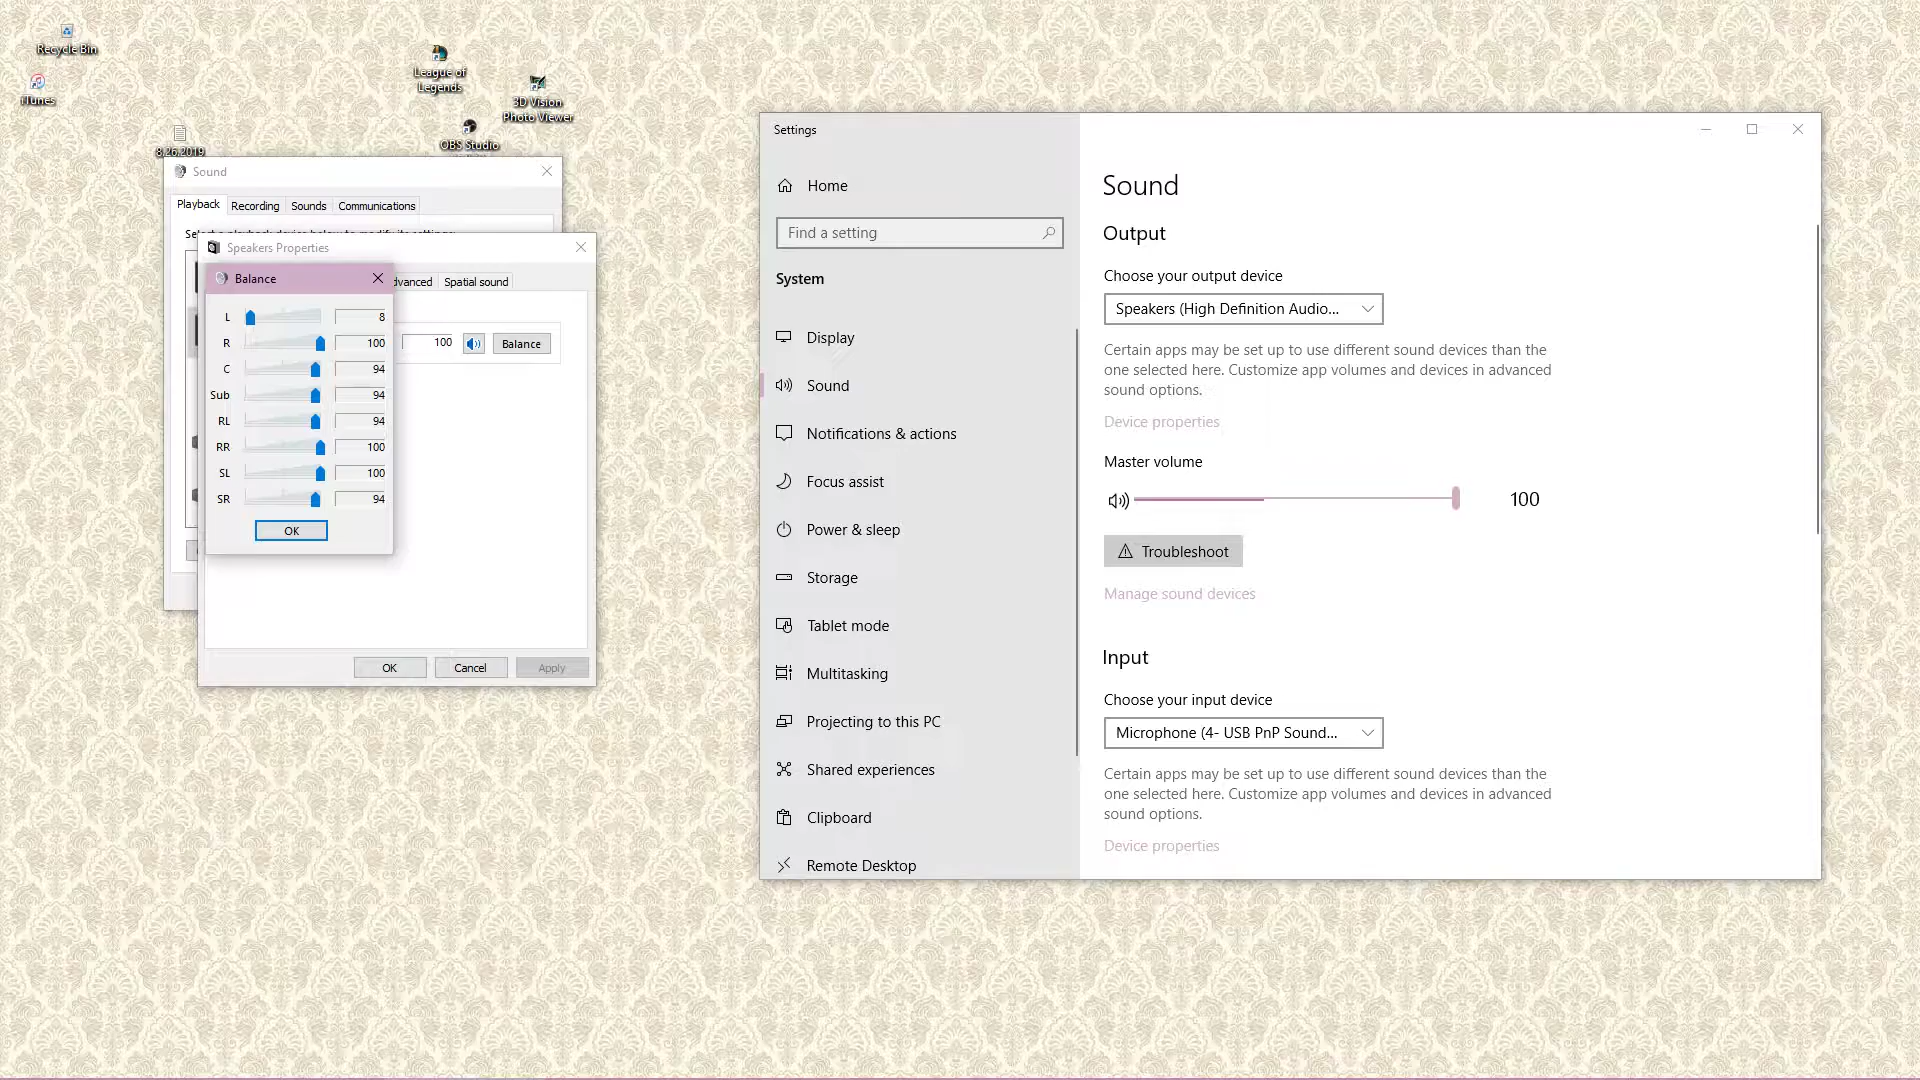 Recycle Bin
iTunes
League of
Legends
3D Vision
Photo Viewer
OBS Studio
8.26.2019
Sound
Playback
Recording
Sounds
Communications
Speakers Properties
Spatial sound
Balance
L 8
R 100
C 94
Sub 94
RL 94
RR 100
SL 100
SR 94
OK
100
Balance
OK
Cancel
Apply
Settings
Home
Find a setting
System
Display
Sound
Notifications & actions
Focus assist
Power & sleep
Storage
Tablet mode
Multitasking
Projecting to this PC
Shared experiences
Clipboard
Remote Desktop
Sound
Output
Choose your output device
Speakers (High Definition Audio...
Certain apps may be set up to use different sound devices than the
one selected here. Customize app volumes and devices in advanced
sound options.
Device properties
Master volume
100
Troubleshoot
Manage sound devices
Input
Choose your input device
Microphone (4- USB PnP Sound...
Certain apps may be set up to use different sound devices than the
one selected here. Customize app volumes and devices in advanced
sound options.
Device properties